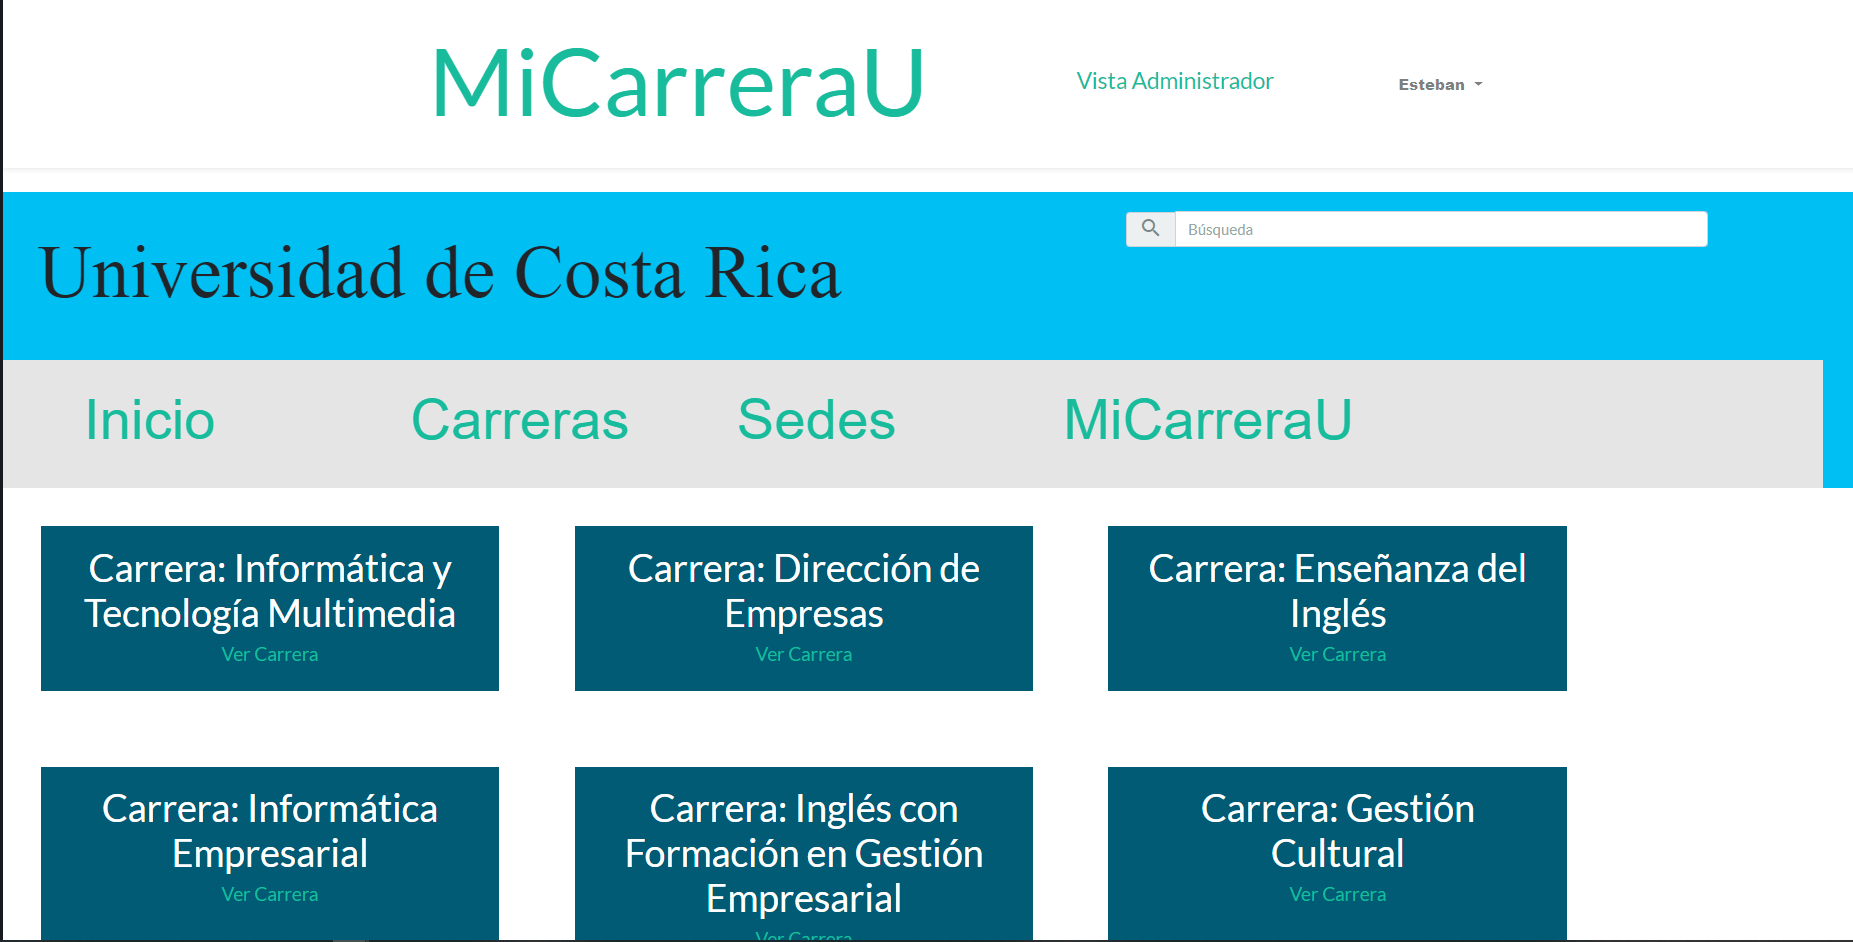 MiCarreraU
Vista Administrador
Esteban
Búsqueda
Universidad de Costa Rica
Inicio
Carreras
Sedes
MiCarreraU
Carrera: Informática y
Tecnología Multimedia
Ver Carrera
Carrera: Dirección de
Empresas
Ver Carrera
Carrera: Enseñanza del
Inglés
Ver Carrera
Carrera: Informática
Empresarial
Ver Carrera
Carrera: Inglés con
Formación en Gestión
Empresarial
Ver Carrera
Carrera: Gestión
Cultural
Ver Carrera